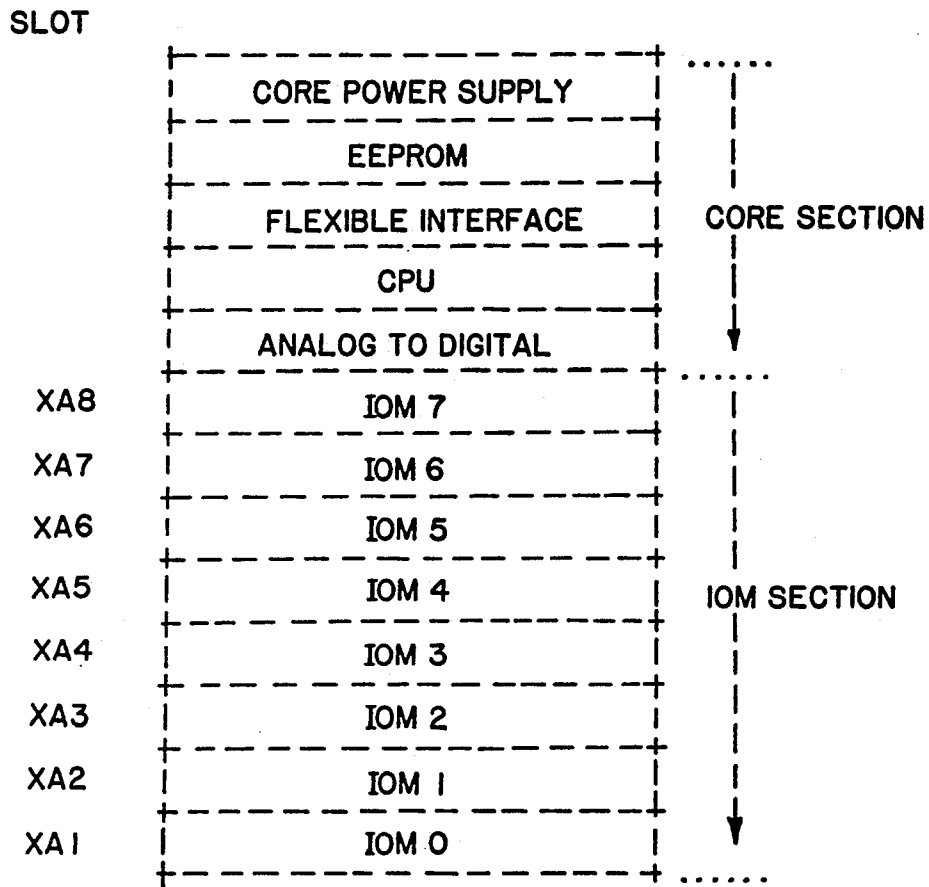 SLOT
CORE POWER SUPPLY
EEPROM
FLEXIBLE INTERFACE
CORE SECTION
CPU
ANALOG TO DIGITAL
XA8 IOM 7
XA7 IOM 6
XA6 IOM 5
XA5 IOM 4
IOM SECTION
XA4 IOM 3
XA3 IOM 2
XA2 IOM 1
XA1 IOM 0